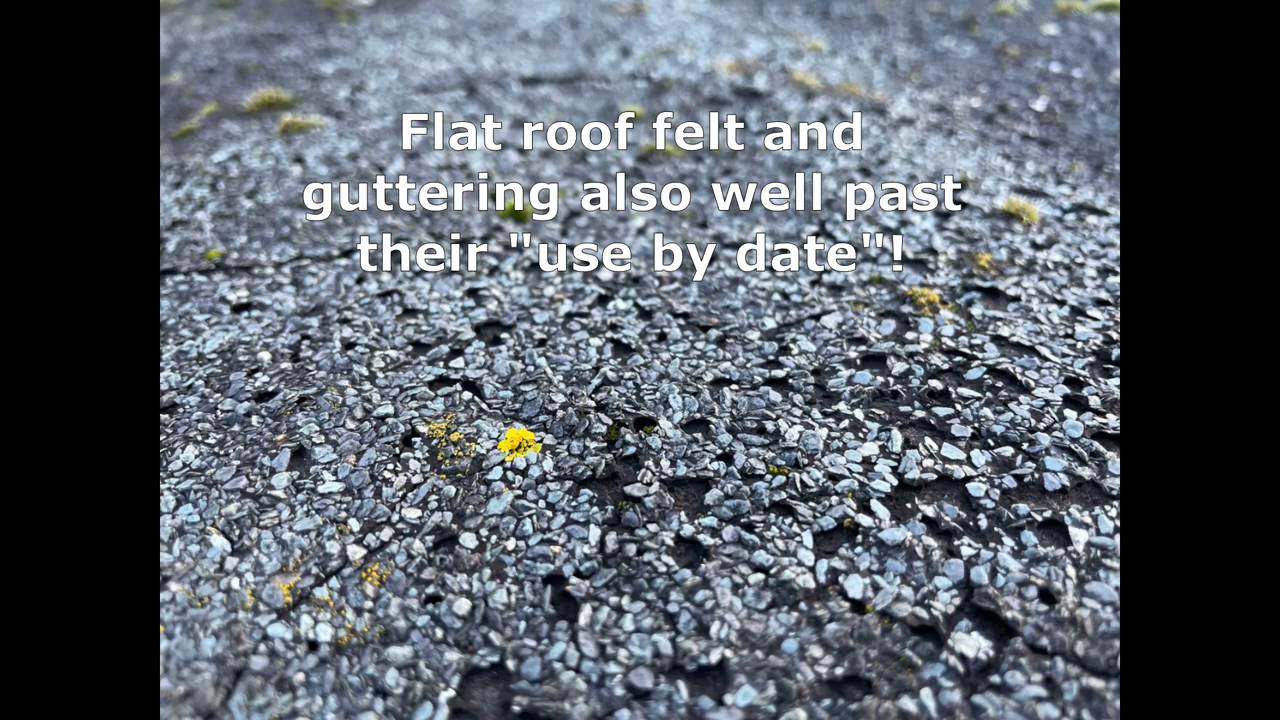 Flat roof felt and
guttering also well past
their "use by date"!